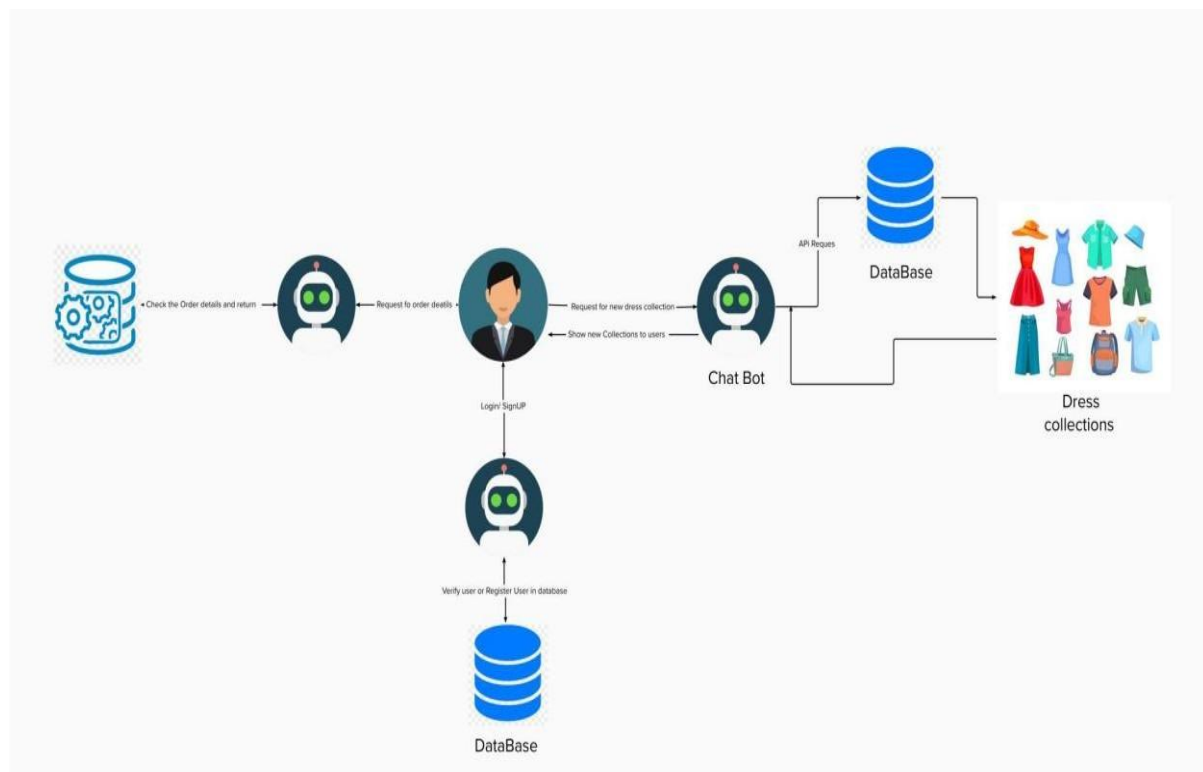 API Reques
DataBase
Check the Order details and return
Request fo order deatils
Request for new dress collection
Show new Collections to users
Chat Bot
Dress
collections
Login/ SignUP
Verify user or Register User in database
DataBase